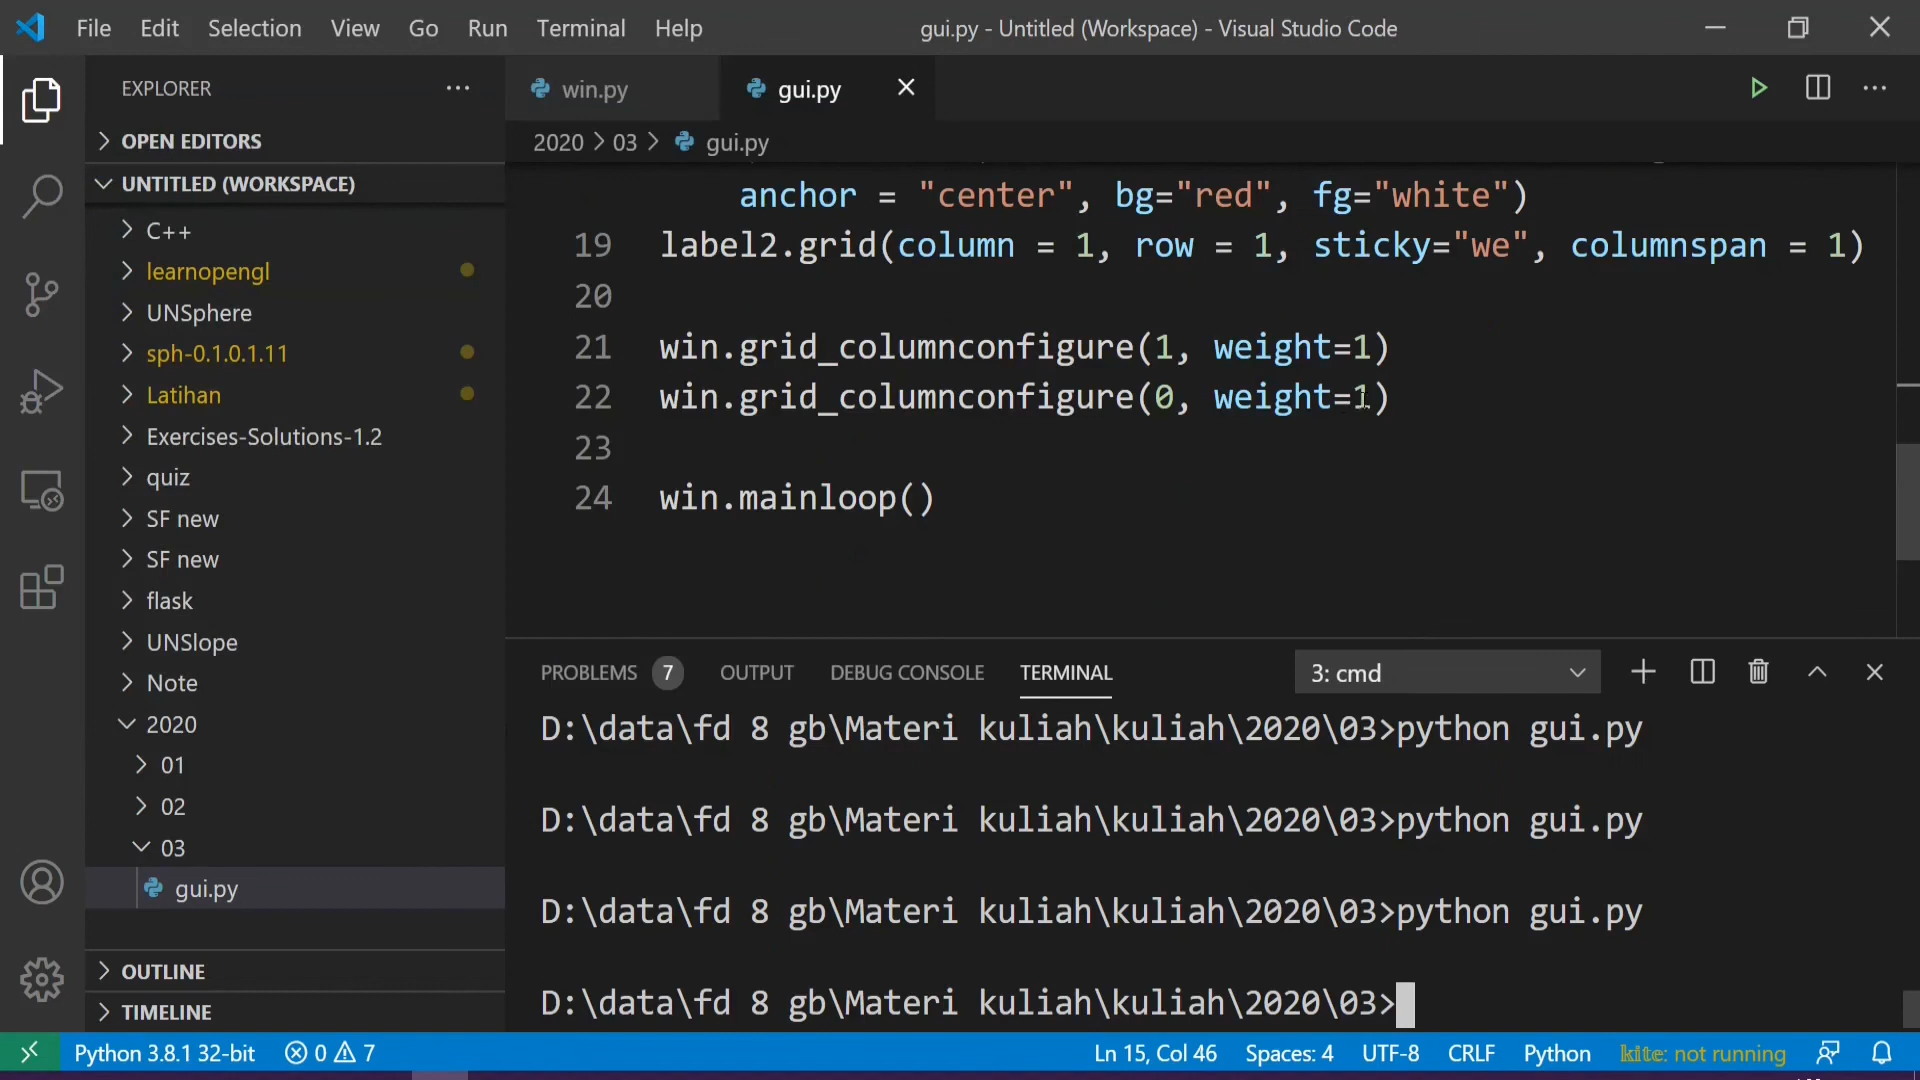 File Edit Selection View Go Run Terminal Help
gui.py - Untitled (Workspace) - Visual Studio Code
EXPLORER
OPEN EDITORS
UNTITLED (WORKSPACE)
C++
learnopengl
UNSphere
sph-0.1.0.1.11
Latihan
Exercises-Solutions-1.2
quiz
SF new
SF new
flask
UNSlope
Note
2020
01
02
03
gui.py
OUTLINE
TIMELINE
win.py
gui.py
2020 > 03 > gui.py
anchor = "center", bg="red", fg="white")
19 label2.grid(column = 1, row = 1, sticky="we", columnspan = 1)
20
21 win.grid_columnconfigure(1, weight=1)
22 win.grid_columnconfigure(0, weight=1)
23
24 win.mainloop()
PROBLEMS 7 OUTPUT DEBUG CONSOLE TERMINAL 3: cmd
D:\data\fd 8 gb\Materi kuliah\kuliah\2020\03>python gui.py
D:\data\fd 8 gb\Materi kuliah\kuliah\2020\03>python gui.py
D:\data\fd 8 gb\Materi kuliah\kuliah\2020\03>python gui.py
D:\data\fd 8 gb\Materi kuliah\kuliah\2020\03>
Python 3.8.1 32-bit 0 7 Ln 15, Col 46 Spaces: 4 UTF-8 CRLF Python kite: not running